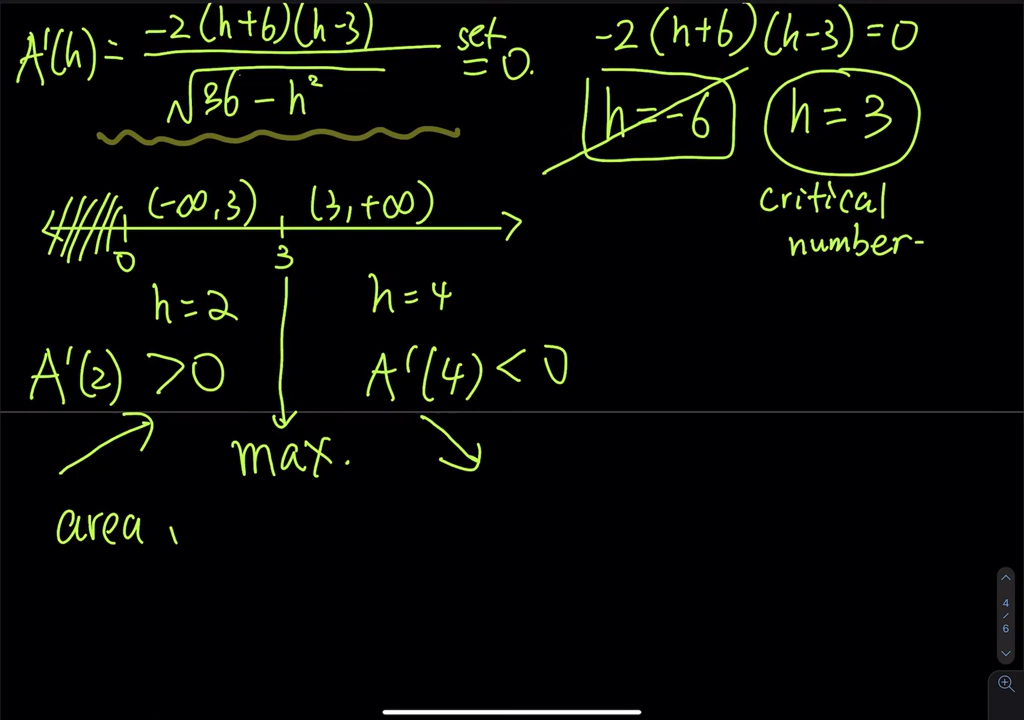 A'(h) = -2(h+6)(h-3) / √(36-h²) set = 0.
-2(h+6)(h-3)=0
h=-6 h=3
critical
number-
(-∞,3) (3,+∞)
0 3
h=2 h=4
A'(2) >0 A'(4) <0
max.
area
4
/
6